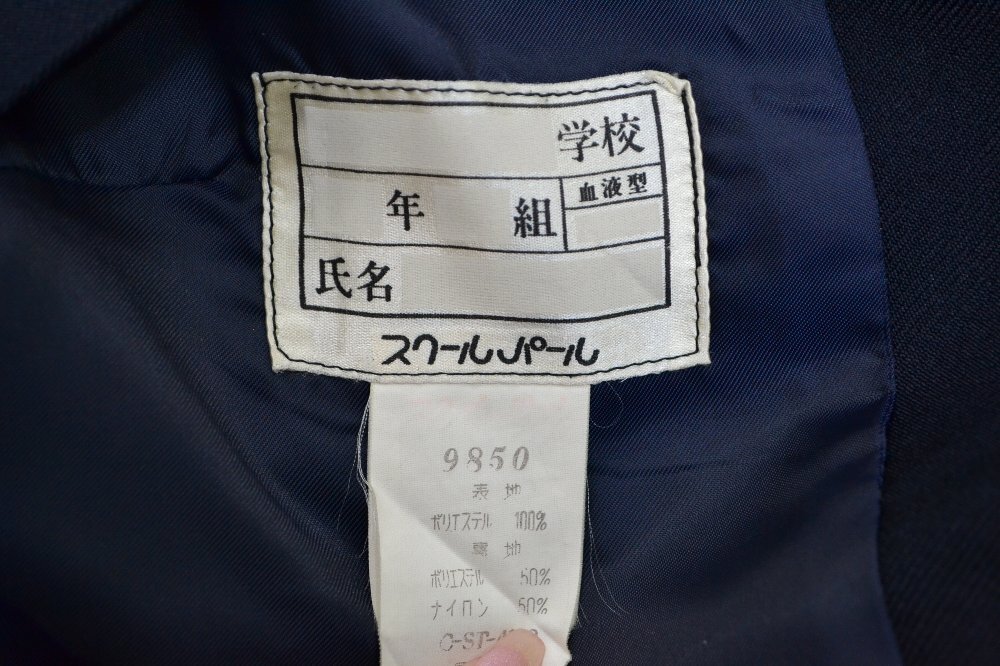 学校
年 組 血液型
氏名
スクールパール
9850
表地
ポリエステル 100%
裏地
ポリエステル 50%
ナイロン 50%